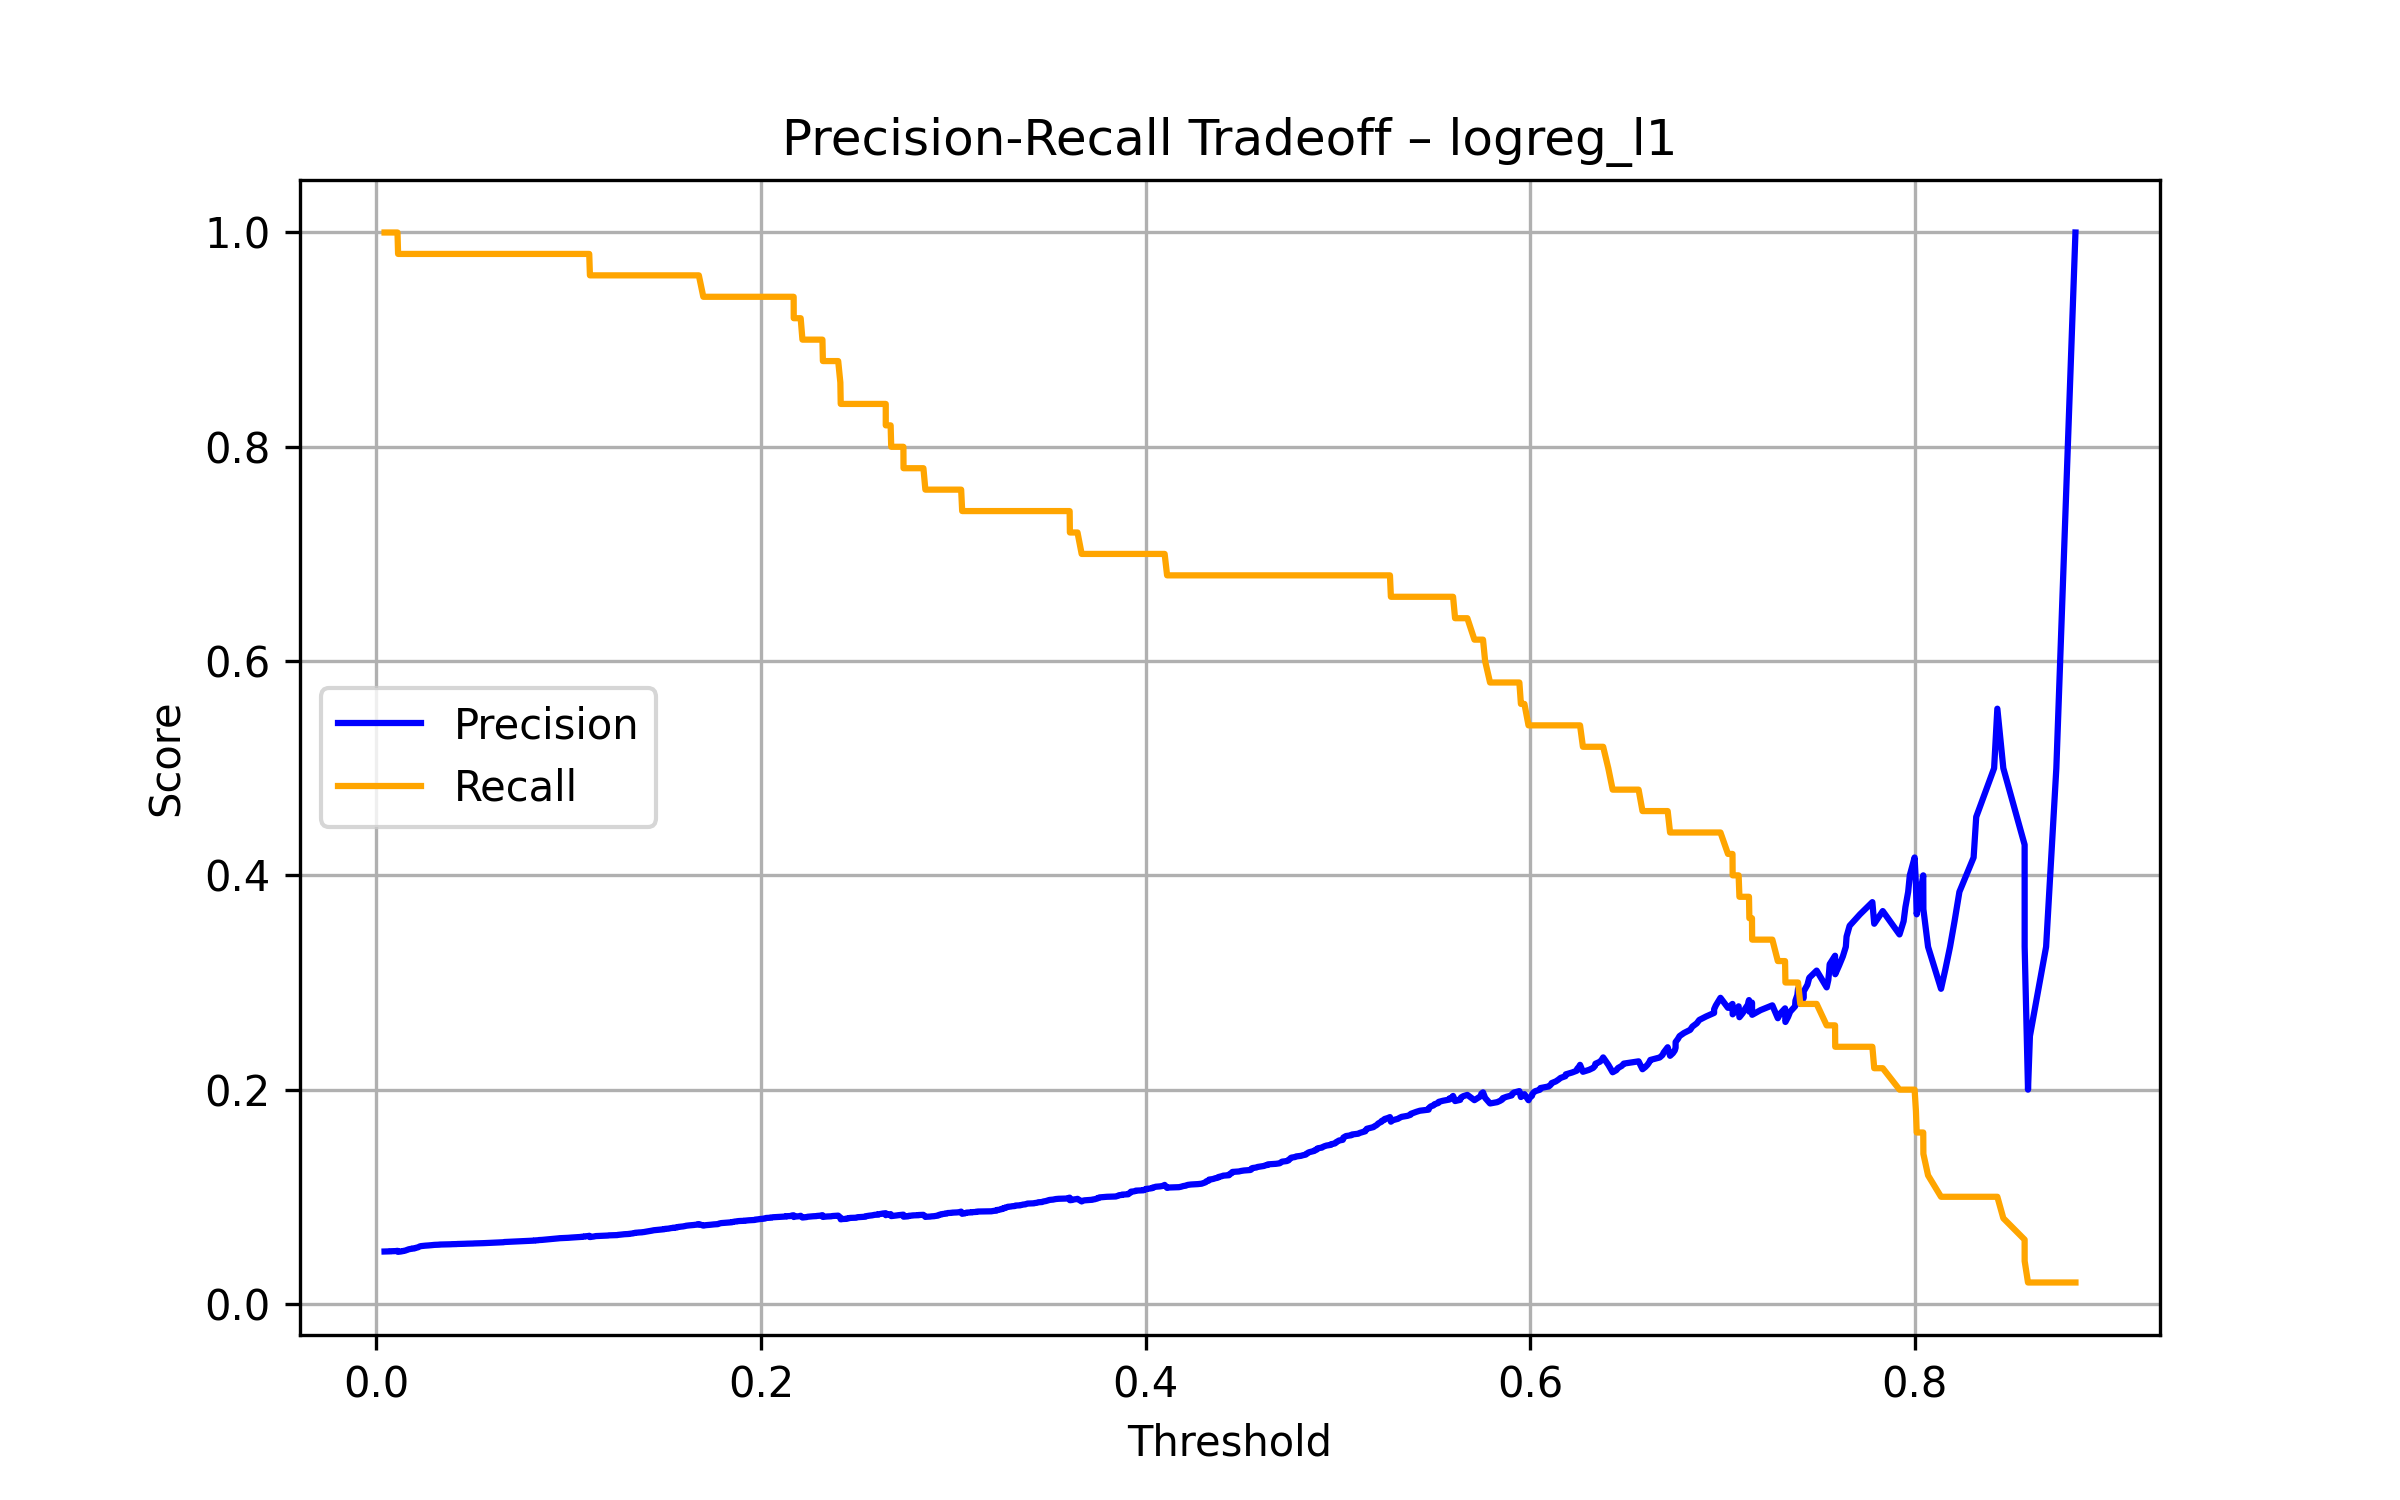 Precision-Recall Tradeoff – logreg_l1
1.0
0.8
0.6
0.4
0.2
0.0
Score
Precision
Recall
0.0 0.2 0.4 0.6 0.8
Threshold